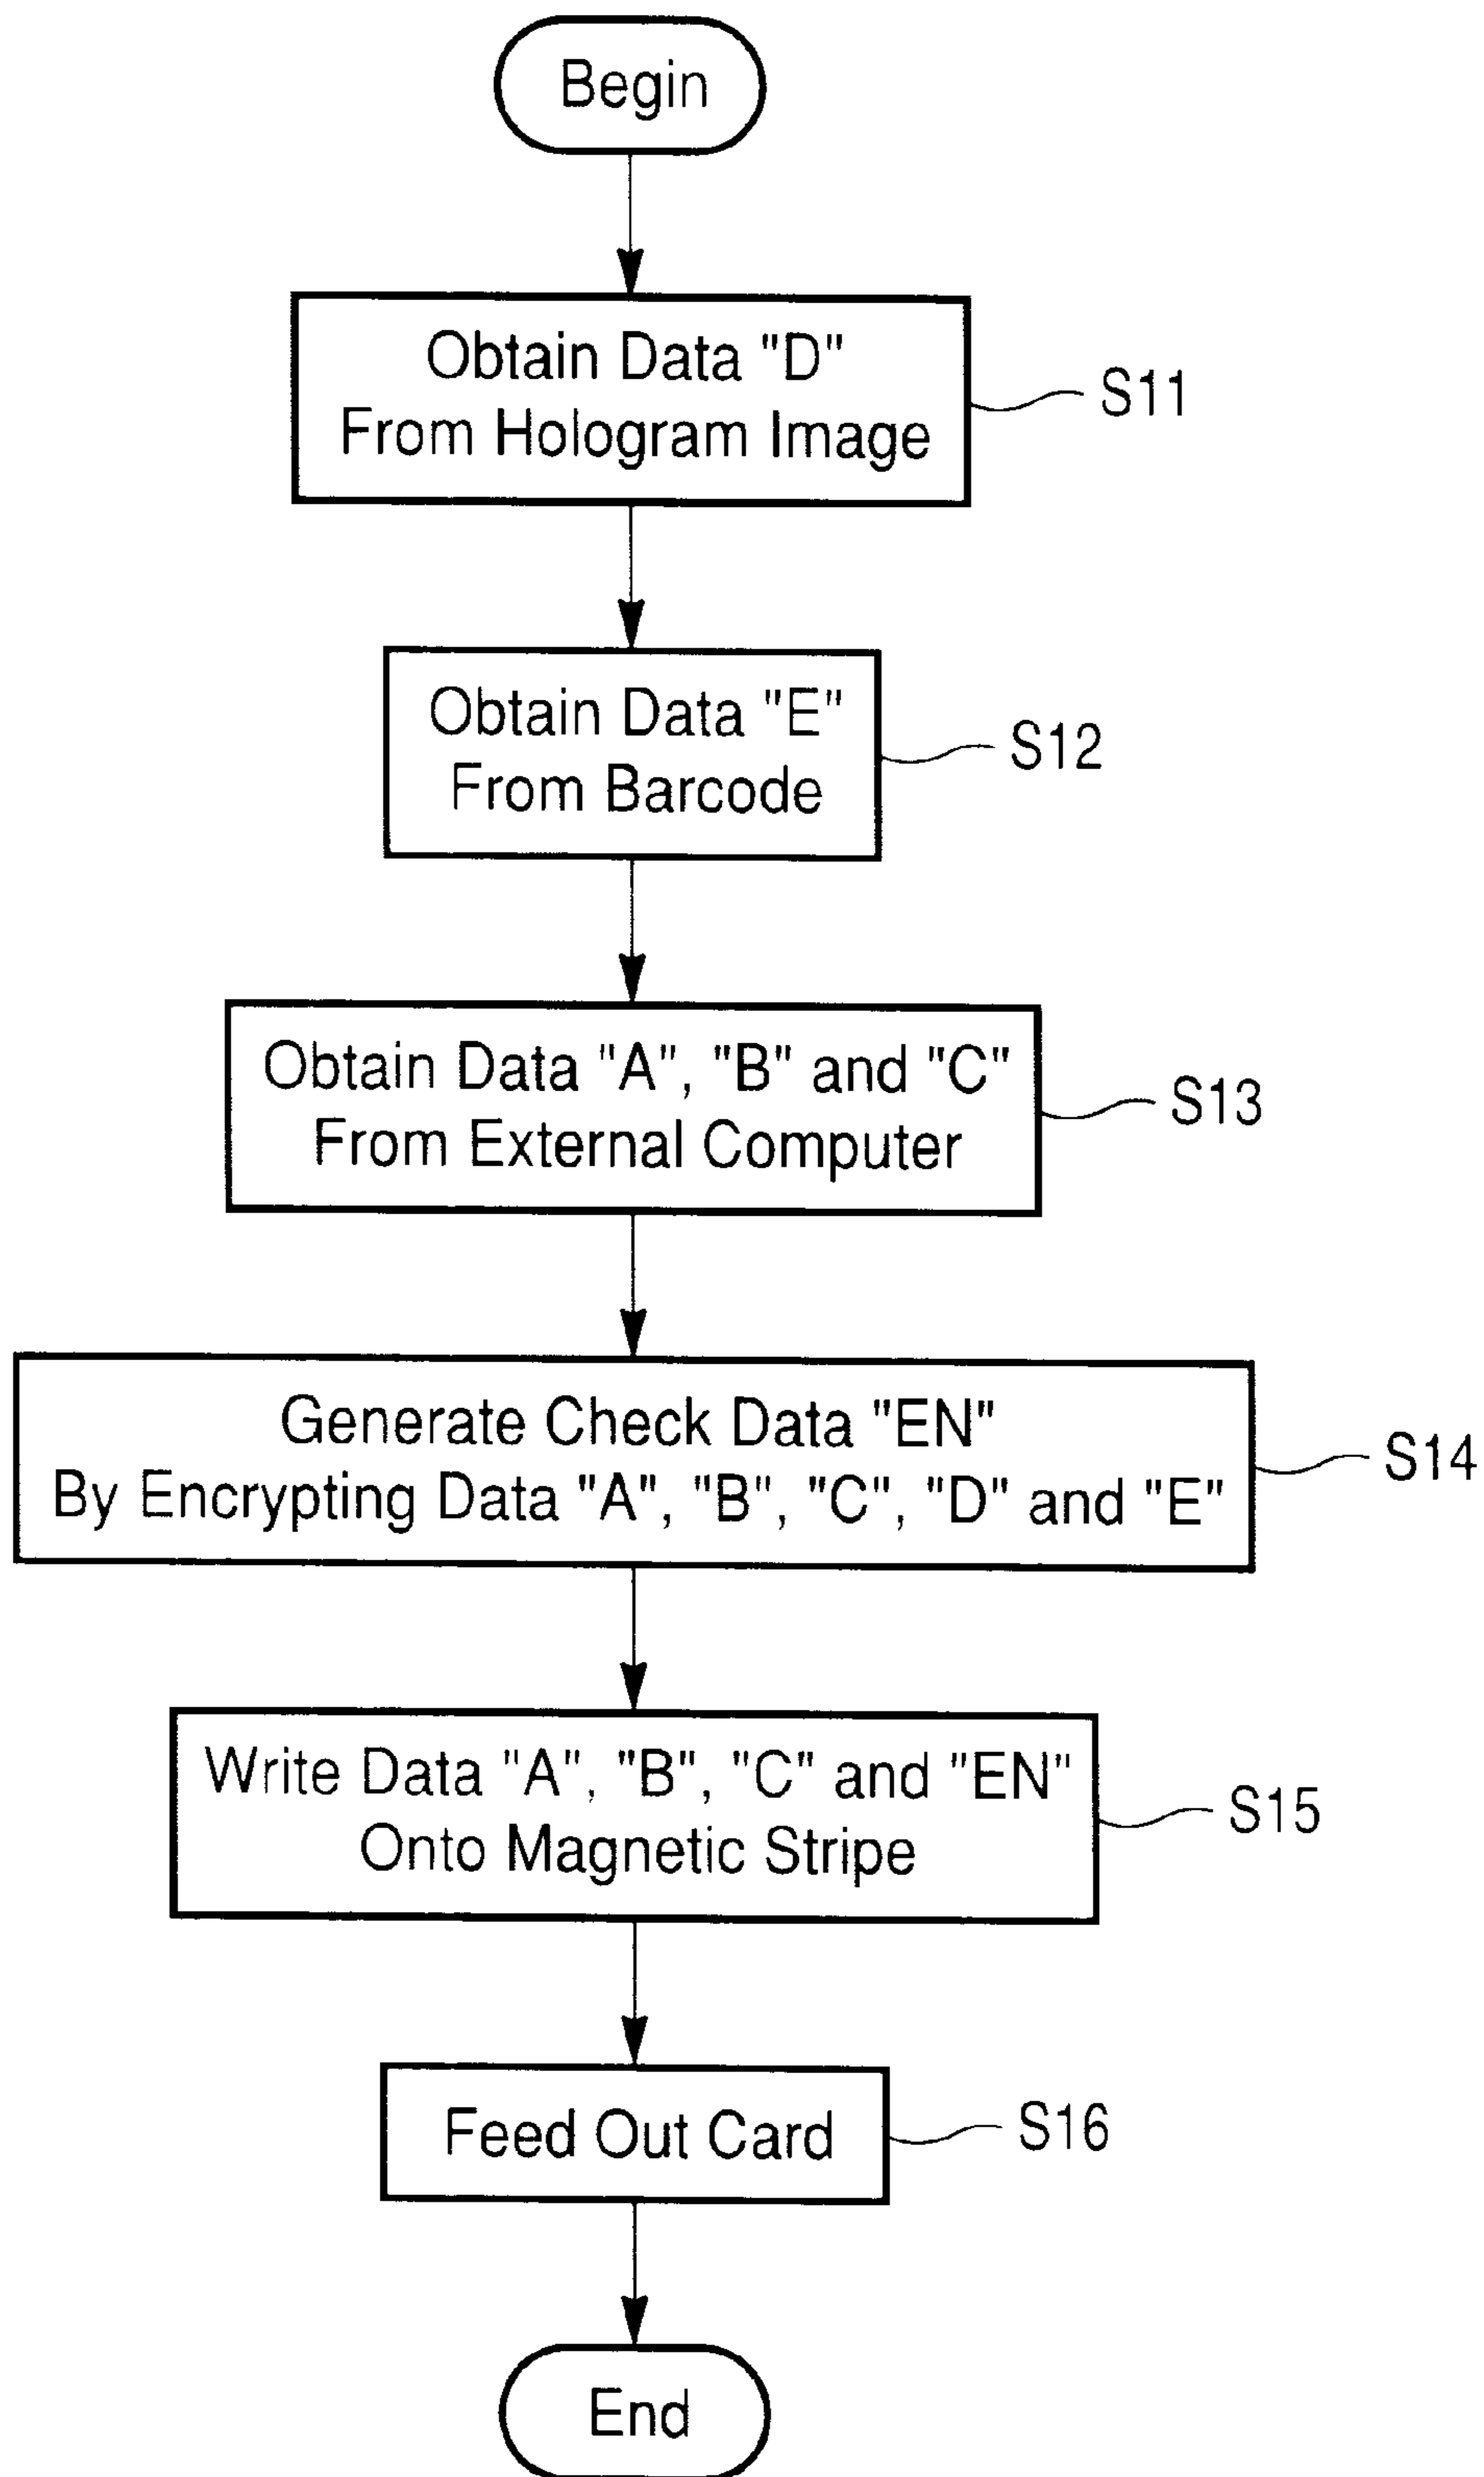 Begin
Obtain Data "D"
From Hologram Image
S11
Obtain Data "E"
From Barcode
S12
Obtain Data "A", "B" and "C"
From External Computer
S13
Generate Check Data "EN"
By Encrypting Data "A", "B", "C", "D" and "E"
S14
Write Data "A", "B", "C" and "EN"
Onto Magnetic Stripe
S15
Feed Out Card
S16
End